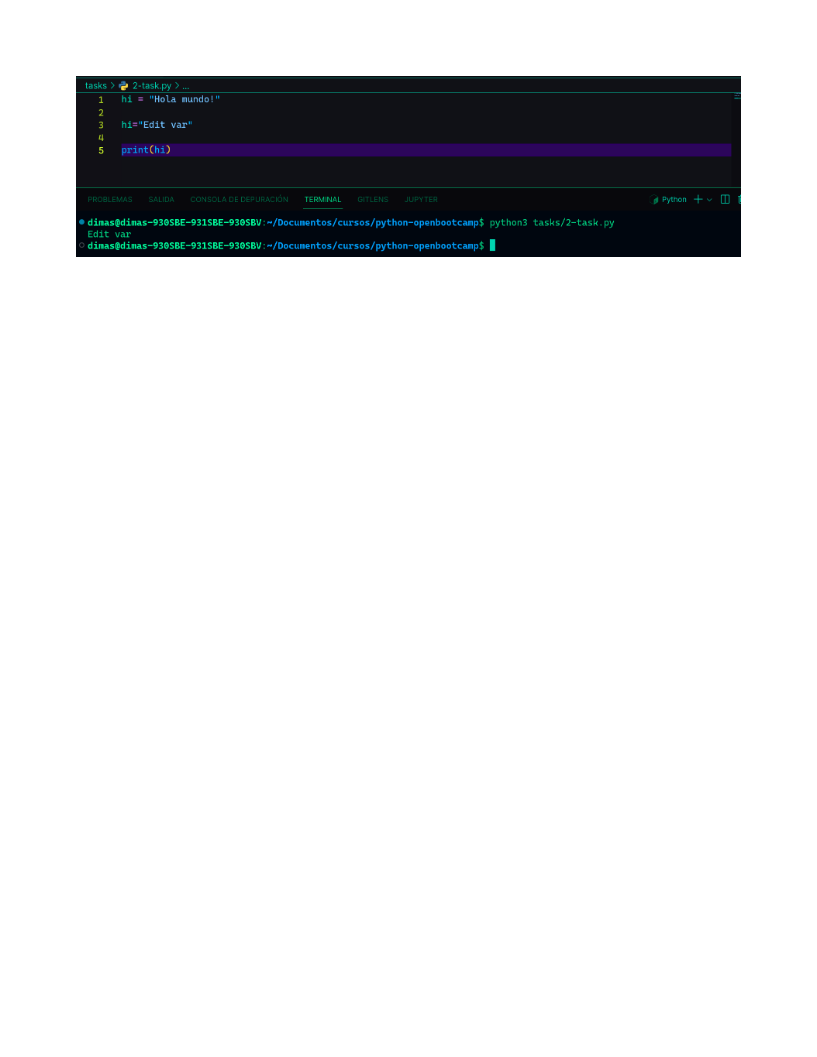 tasks > 2-task.py > ...
1 hi = "Hola mundo!"
2
3 hi="Edit var"
4
5 print(hi)
PROBLEMAS SALIDA CONSOLA DE DEPURACIÓN TERMINAL GITLENS JUPYTER Python
dimas@dimas-930SBE-931SBE-930SBV:~/Documentos/cursos/python-openbootcamp$ python3 tasks/2-task.py
Edit var
dimas@dimas-930SBE-931SBE-930SBV:~/Documentos/cursos/python-openbootcamp$